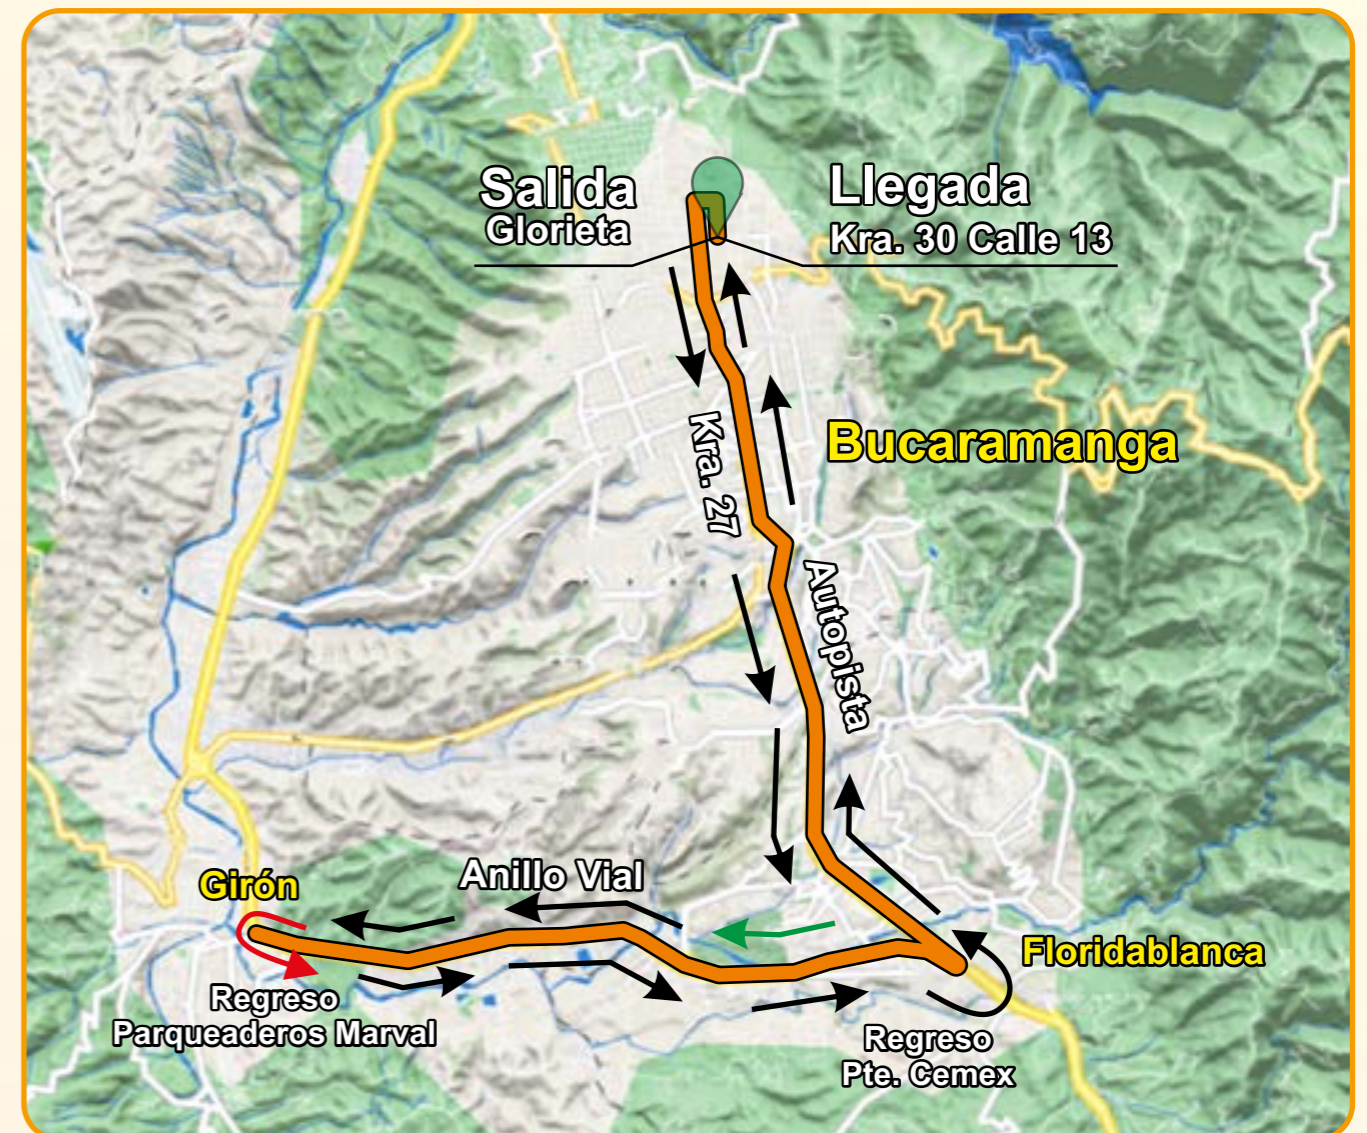 Salida
Glorieta
Llegada
Kra. 30 Calle 13
Kra. 27
Bucaramanga
Autopista
Girón
Anillo Vial
Floridablanca
Regreso
Parqueaderos Marval
Regreso
Pte. Cemex